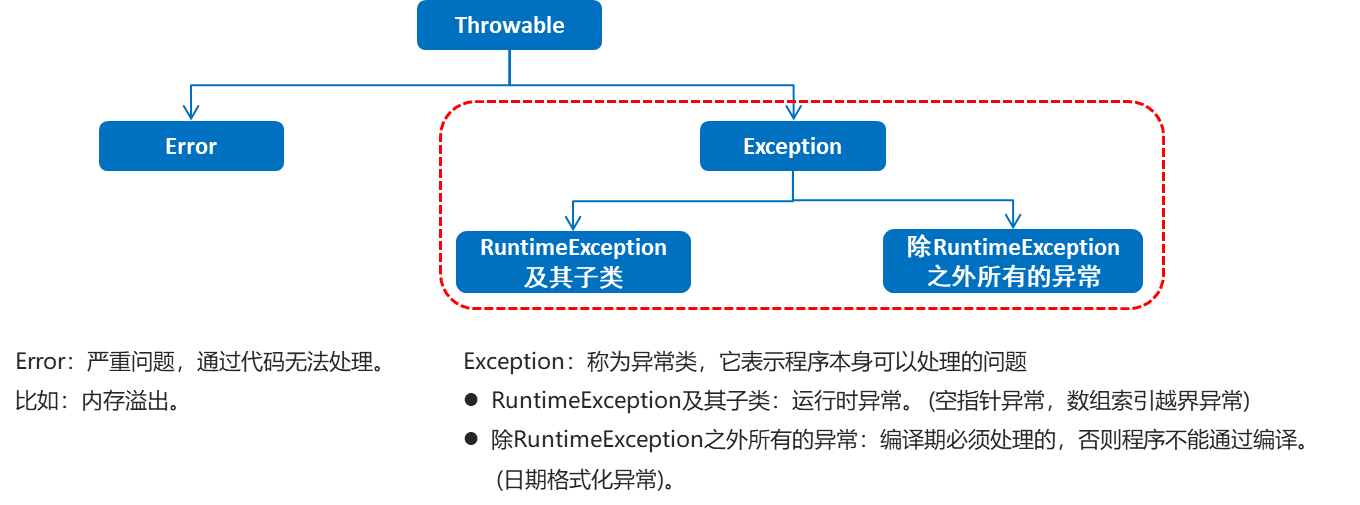 Throwable
Error
Exception
RuntimeException
及其子类
除RuntimeException
之外所有的异常
Error：严重问题，通过代码无法处理。
比如：内存溢出。
Exception：称为异常类，它表示程序本身可以处理的问题
● RuntimeException及其子类：运行时异常。 (空指针异常，数组索引越界异常)
● 除RuntimeException之外所有的异常：编译期必须处理的，否则程序不能通过编译。
(日期格式化异常)。